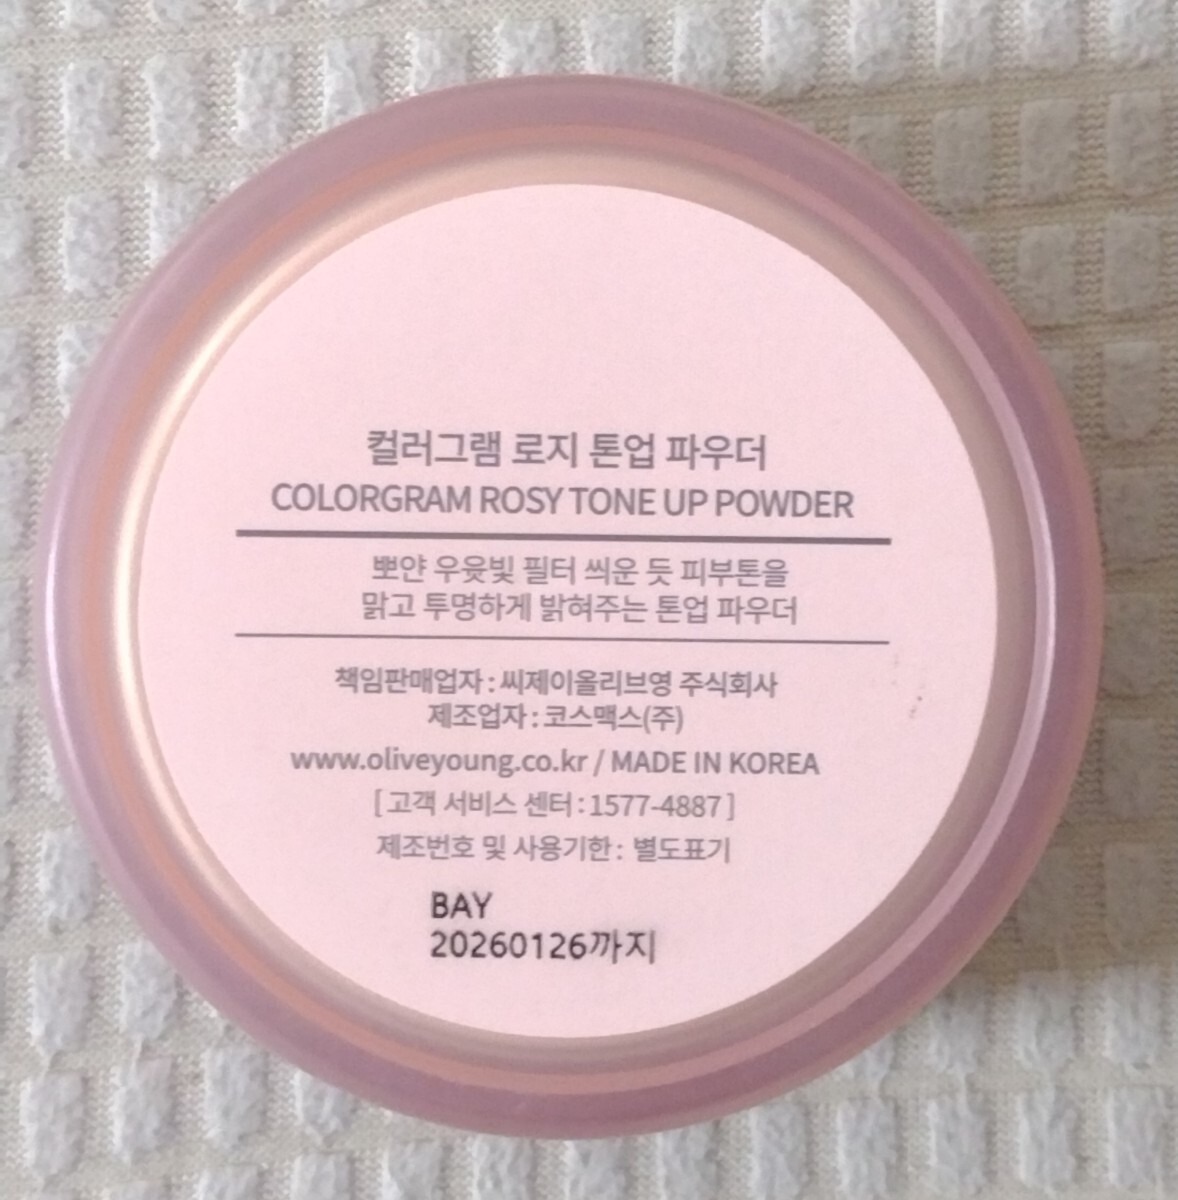 컬러그램 로지 톤업 파우더
COLORGRAM ROSY TONE UP POWDER
뽀얀 우윳빛 필터 씌운 듯 피부톤을
맑고 투명하게 밝혀주는 톤업 파우더
책임판매업자 : 씨제이올리브영 주식회사
제조업자 : 코스맥스(주)
www.oliveyoung.co.kr / MADE IN KOREA
[ 고객 서비스 센터 : 1577-4887 ]
제조번호 및 사용기한 : 별도표기
BAY
20260126까지